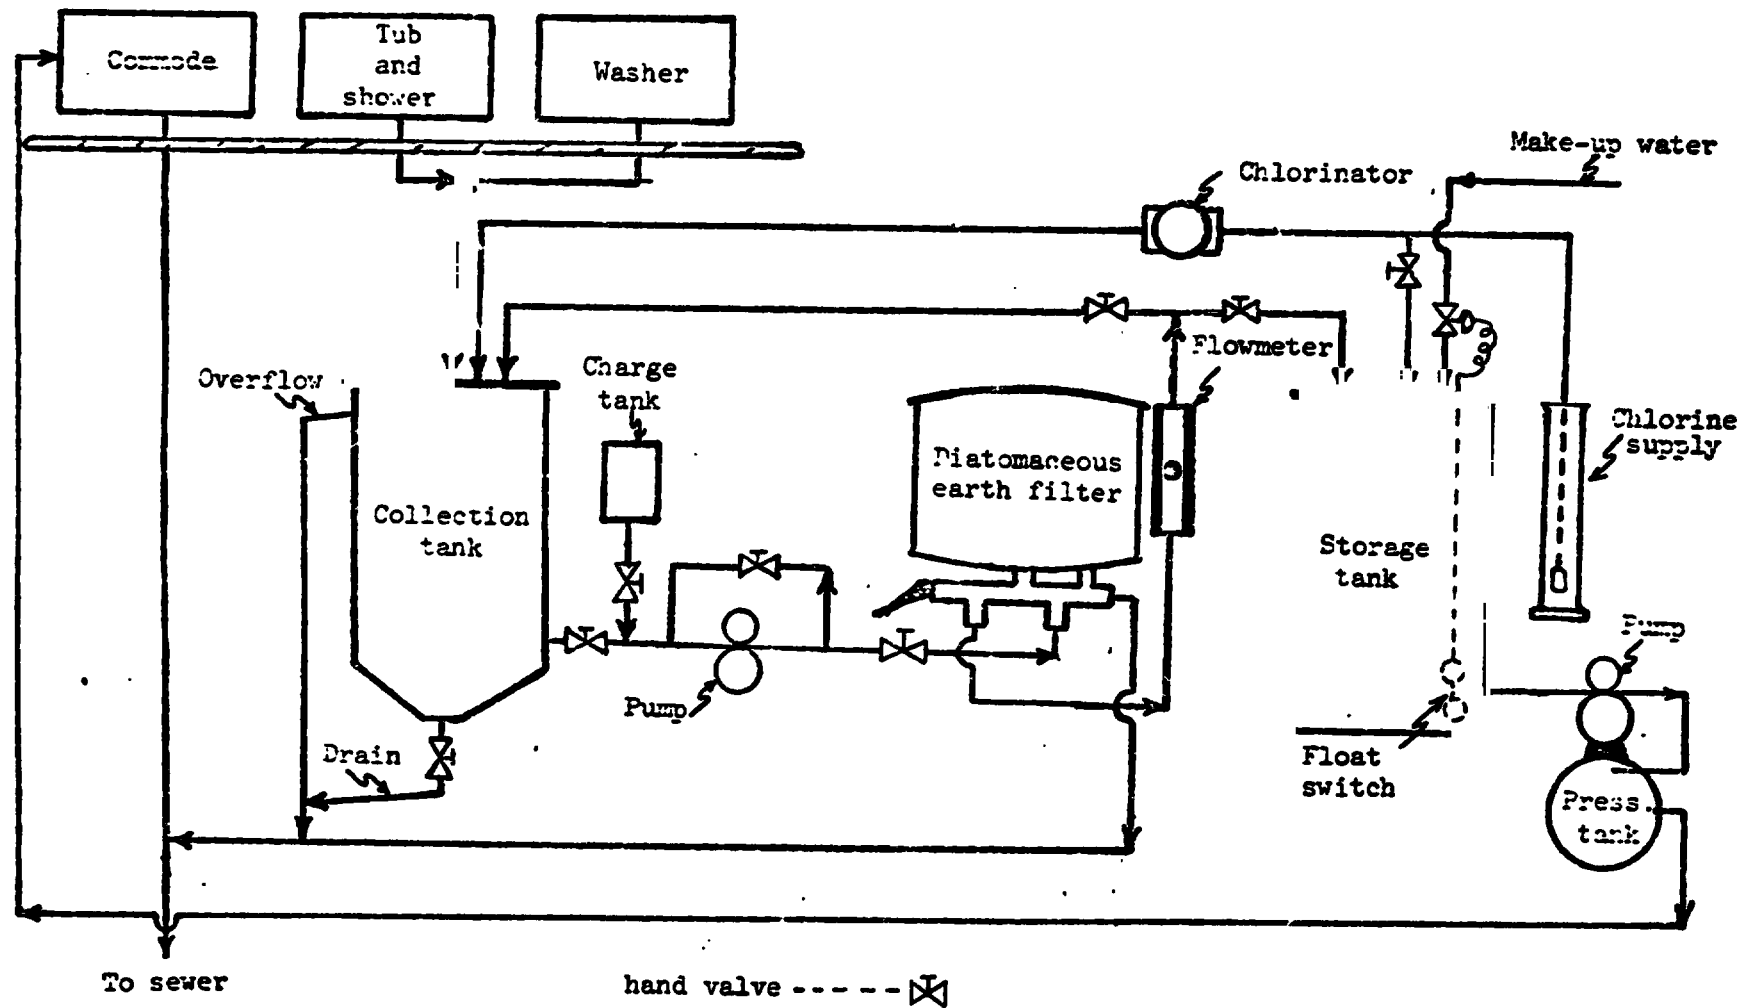 Commode
Tub
and
shower
Washer
Make-up water
Chlorinator
Flowmeter
Overflow
Charge
tank
Chlorine
supply
Diatomaceous
earth filter
Collection
tank
Storage
tank
Pump
Pump
Drain
Float
switch
Press.
tank
To sewer
hand valve